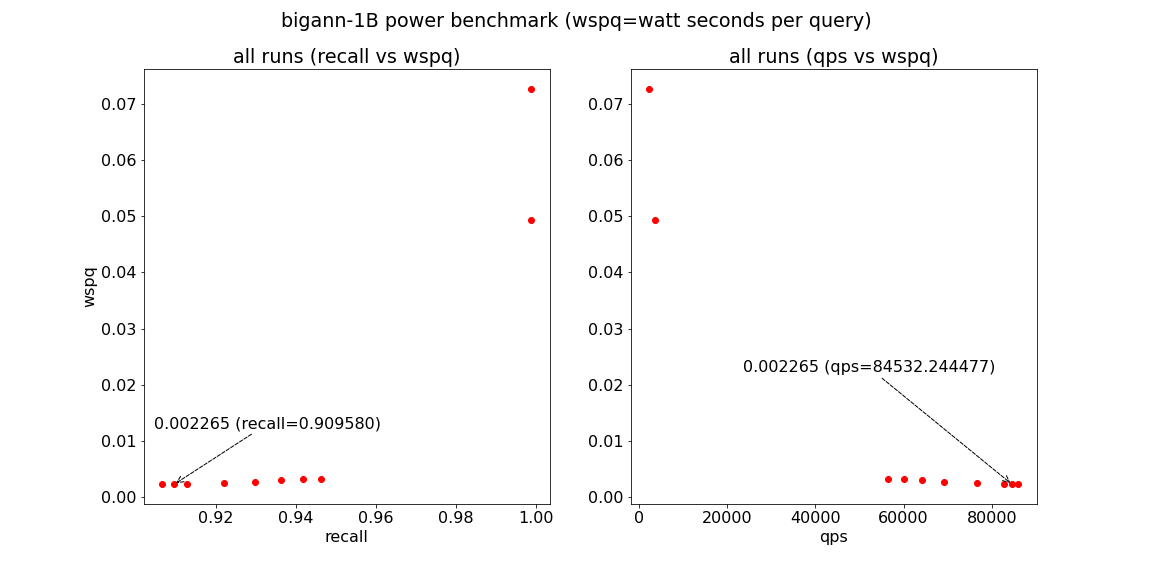 bigann-1B power benchmark (wspq=watt seconds per query)
all runs (recall vs wspq)
0.07
0.06
0.05
0.04
0.03
0.02
0.01
0.00
wspq
0.002265 (recall=0.909580)
0.92 0.94 0.96 0.98 1.00
recall
all runs (qps vs wspq)
0.07
0.06
0.05
0.04
0.03
0.02
0.01
0.00
0.002265 (qps=84532.244477)
0 20000 40000 60000 80000
qps